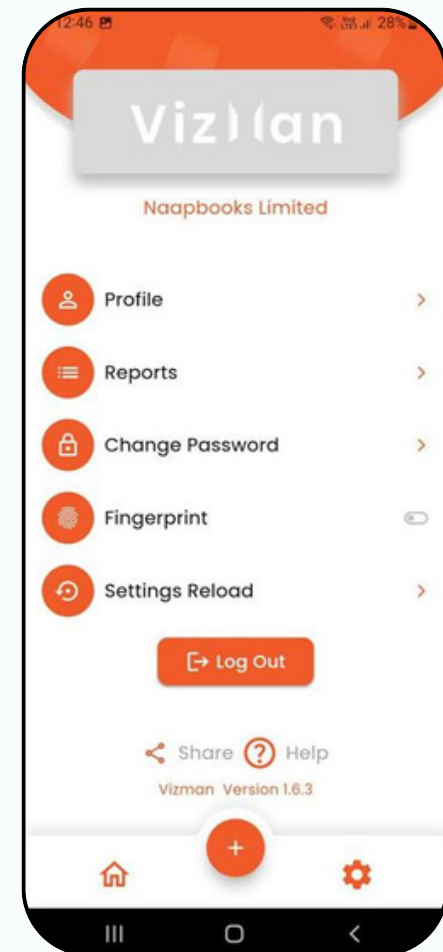 12:46 28%
VizMan
Naapbooks Limited
Profile
Reports
Change Password
Fingerprint
Settings Reload
Log Out
Share ? Help
Vizman Version 1.6.3